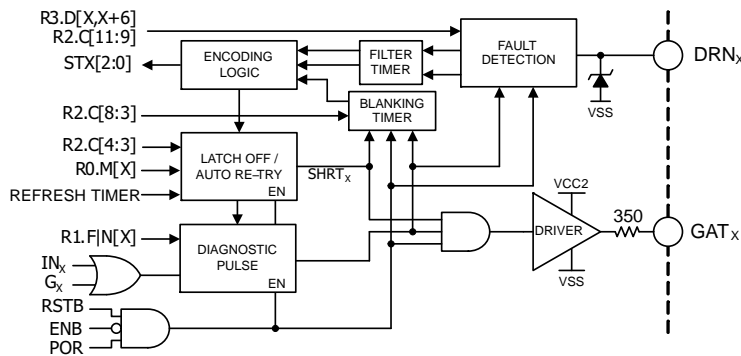 R3.D[X,X+6]
R2.C[11:9]
STX[2:0]
ENCODING
LOGIC
FILTER
TIMER
FAULT
DETECTION
DRNX
VSS
R2.C[8:3]
BLANKING
TIMER
R2.C[4:3]
R0.M[X]
REFRESH TIMER
LATCH OFF /
AUTO RE−TRY
EN
SHRTX
R1.F|N[X]
DIAGNOSTIC
PULSE
EN
INX
GX
RSTB
ENB
POR
VCC2
DRIVER
VSS
350
GATX